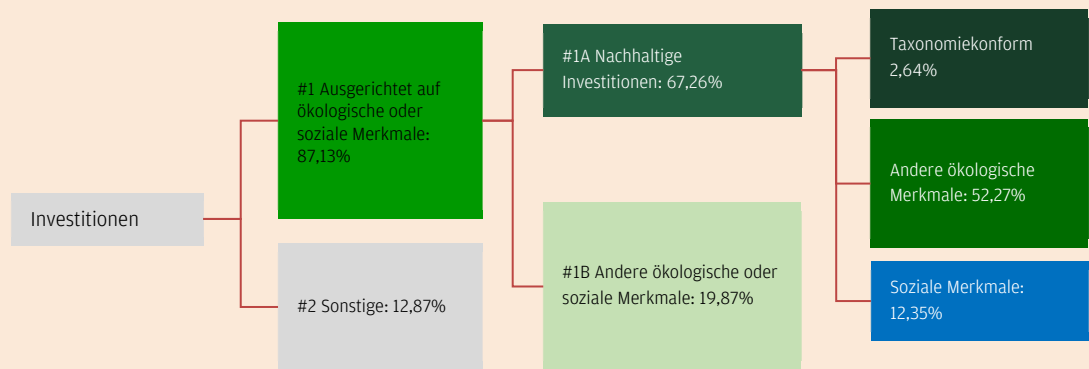 Investitionen
#1 Ausgerichtet auf
ökologische oder
soziale Merkmale:
87,13%
#2 Sonstige: 12,87%
#1A Nachhaltige
Investitionen: 67,26%
#1B Andere ökologische oder
soziale Merkmale: 19,87%
Taxonomiekonform
2,64%
Andere ökologische
Merkmale: 52,27%
Soziale Merkmale:
12,35%